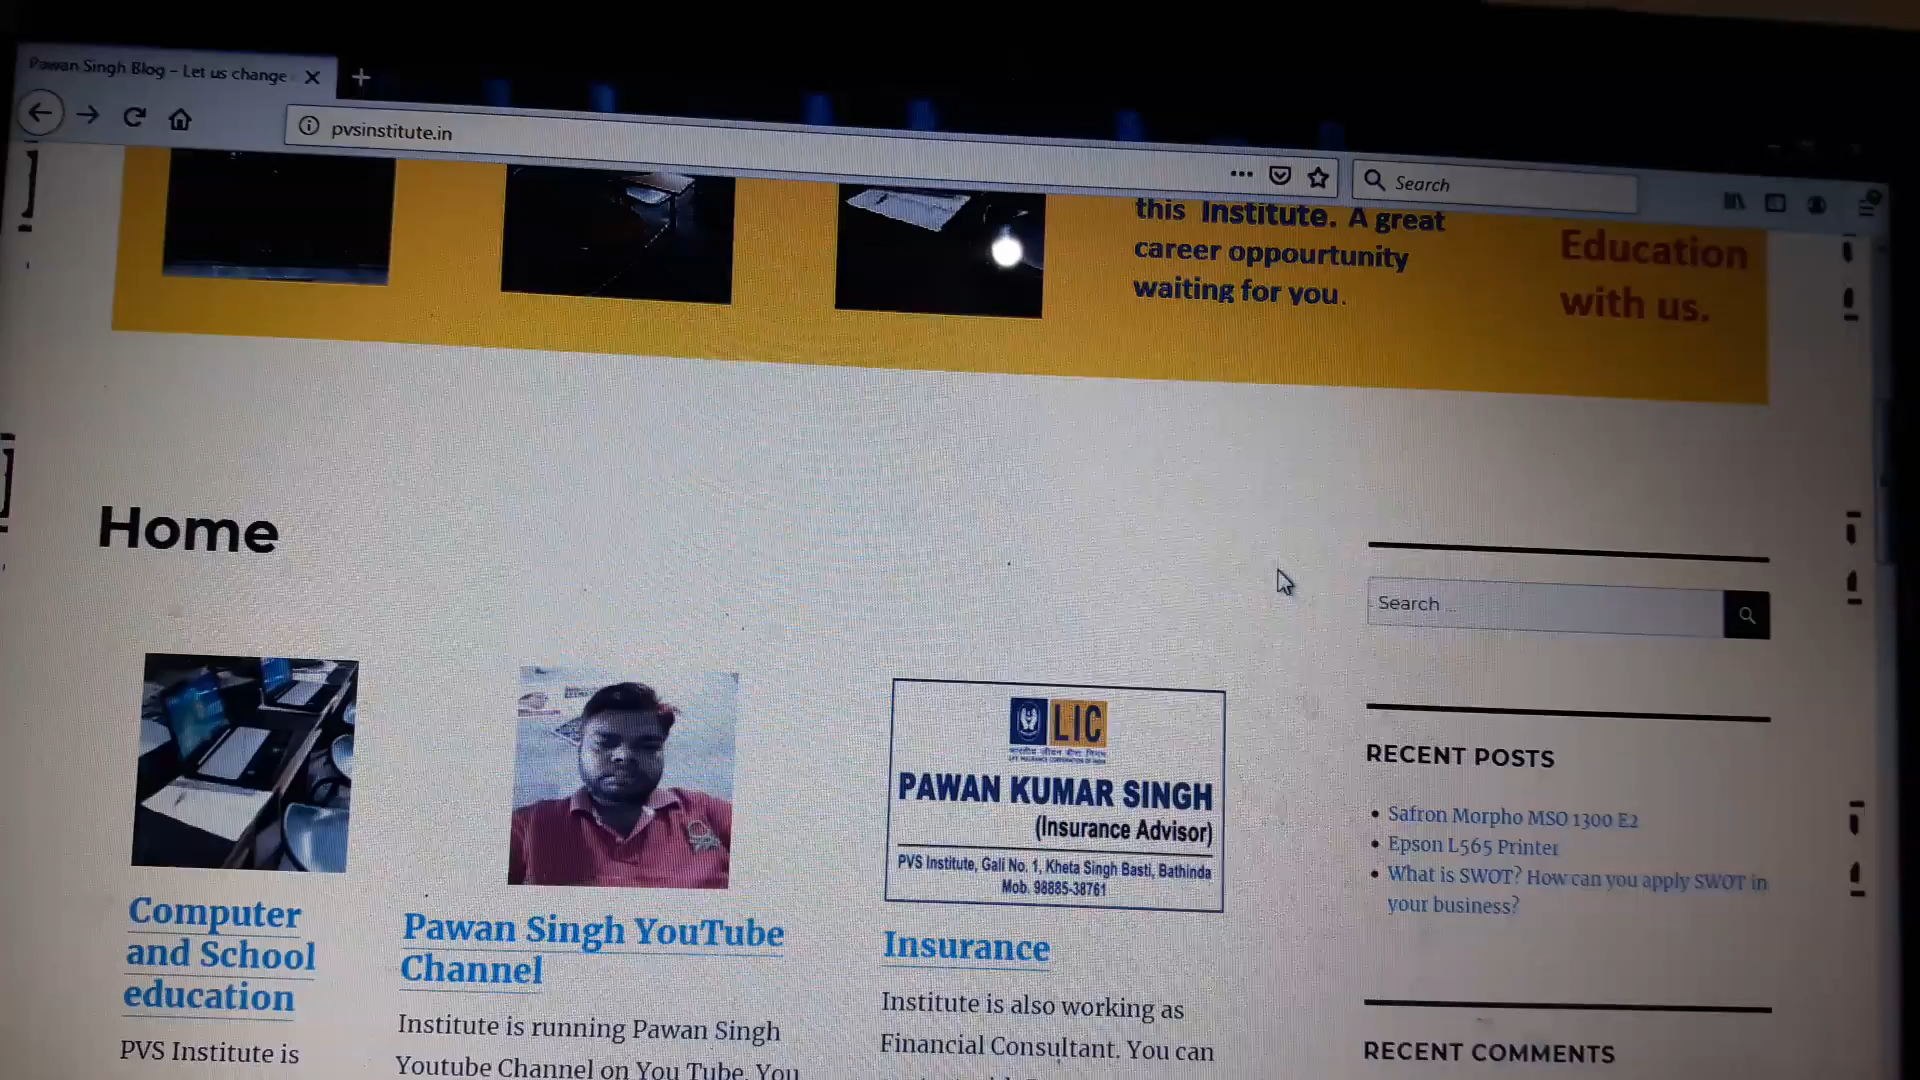 Pawan Singh Blog – Let us change
pvsinstitute.in
Search
this Institute. A great
career oppourtunity
waiting for you.
Education
with us.
Home
Search ...
LIC
PAWAN KUMAR SINGH
(Insurance Advisor)
PVS Institute, Gali No. 1, Kheta Singh Basti, Bathinda
Mob. 98885-38761
RECENT POSTS
Safron Morpho MSO 1300 E2
Epson L565 Printer
What is SWOT? How can you apply SWOT in
your business?
Computer
and School
education
PVS Institute is
Pawan Singh YouTube
Channel
Institute is running Pawan Singh
Youtube Channel on You Tube. You
Insurance
Institute is also working as
Financial Consultant. You can
RECENT COMMENTS